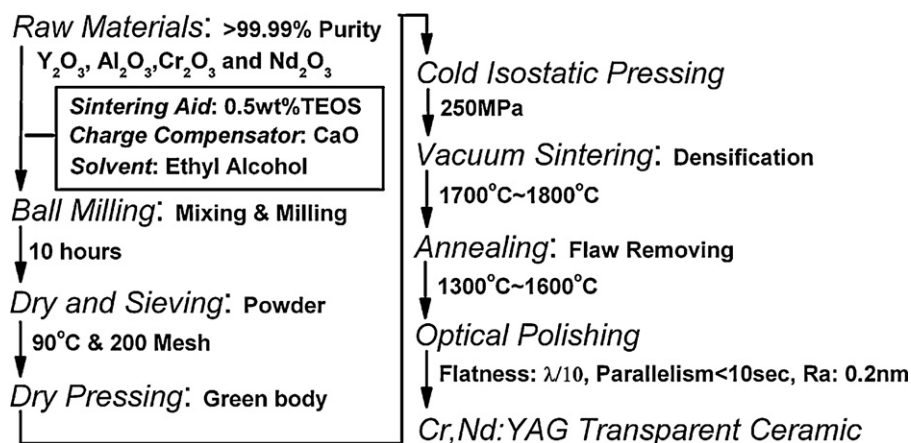 Raw Materials: >99.99% Purity
Y₂O₃, Al₂O₃,Cr₂O₃ and Nd₂O₃
Sintering Aid: 0.5wt%TEOS
Charge Compensator: CaO
Solvent: Ethyl Alcohol
Ball Milling: Mixing & Milling
10 hours
Dry and Sieving: Powder
90°C & 200 Mesh
Dry Pressing: Green body
Cold Isostatic Pressing
250MPa
Vacuum Sintering: Densification
1700°C~1800°C
Annealing: Flaw Removing
1300°C~1600°C
Optical Polishing
Flatness: λ/10, Parallelism<10sec, Ra: 0.2nm
Cr,Nd:YAG Transparent Ceramic